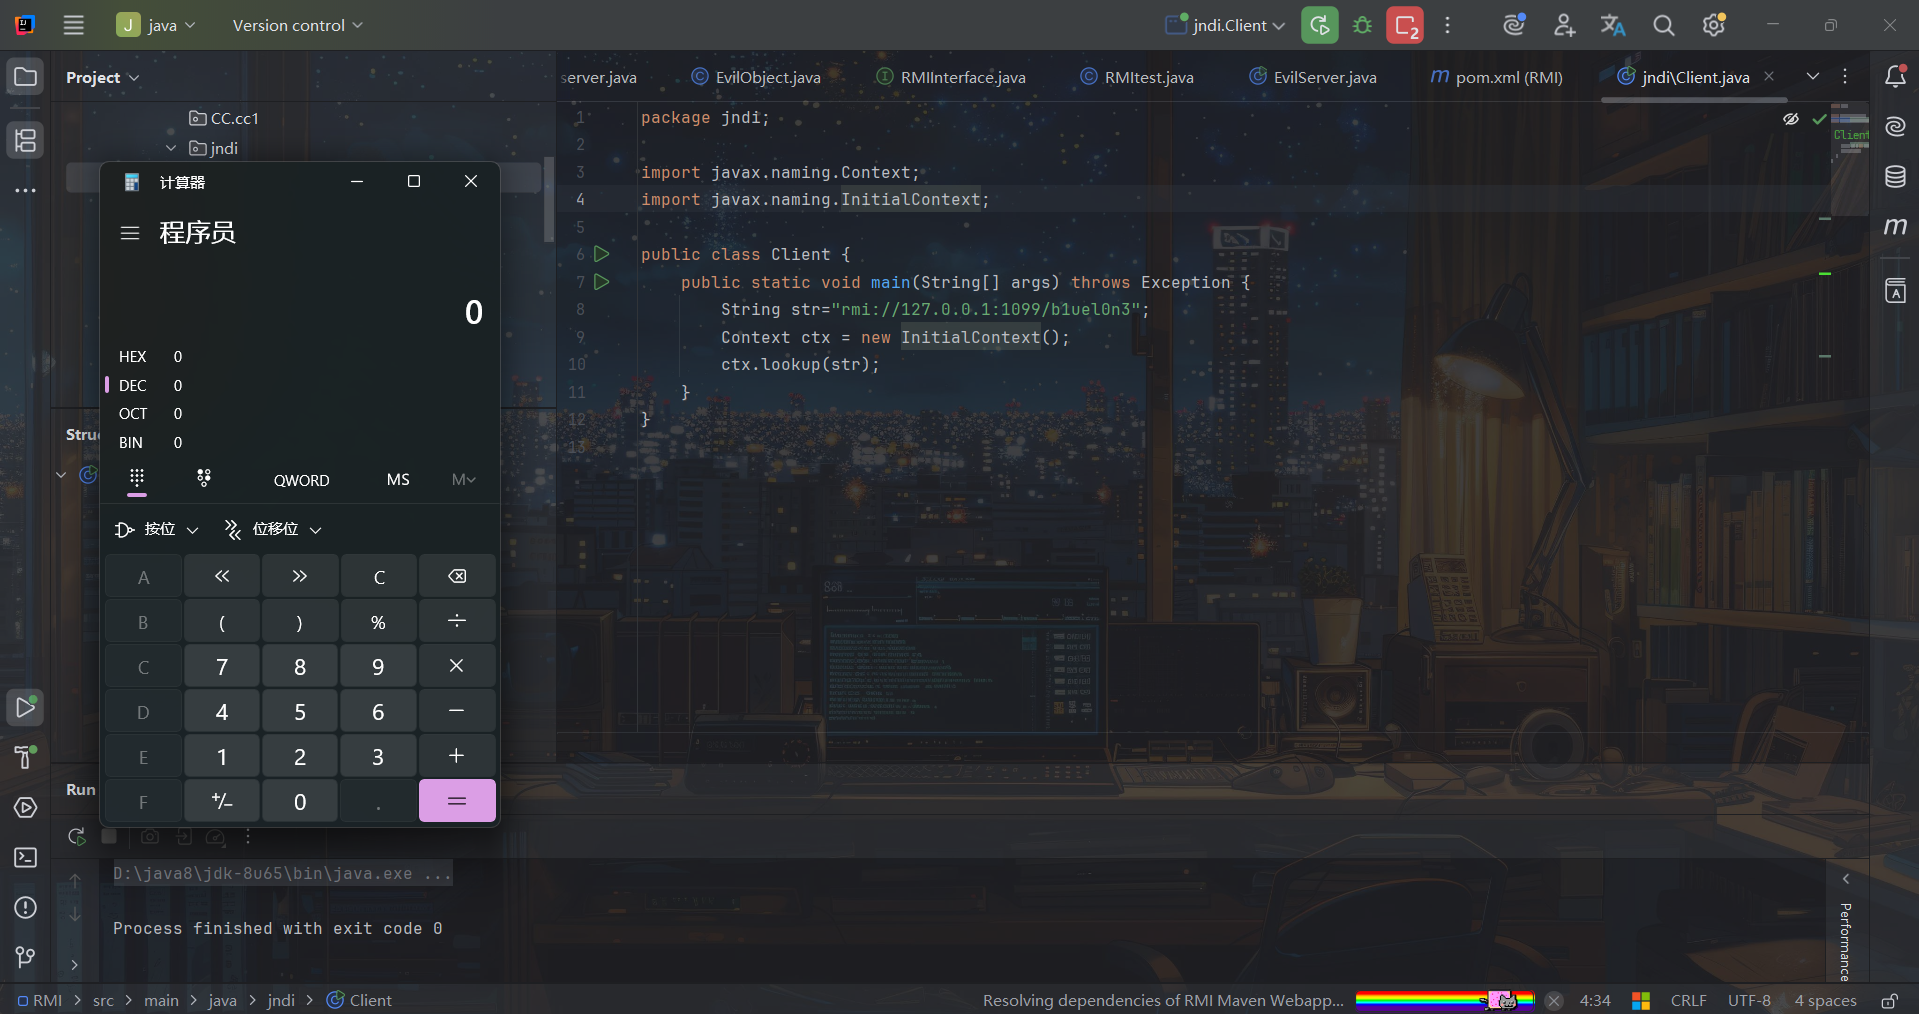 J java Version control jndi.Client 2
Project server.java EvilObject.java RMIInterface.java RMItest.java EvilServer.java m pom.xml (RMI) jndi\Client.java
CC.cc1
jndi
计算器
程序员
0
HEX 0
DEC 0
OCT 0
BIN 0
QWORD MS M
按位 位移位
A C
B ( ) % ÷
C 7 8 9 ×
D 4 5 6 −
E 1 2 3 +
F +/− 0 . =
1 package jndi;
2
3 import javax.naming.Context;
4 import javax.naming.InitialContext;
5
6 public class Client {
7 public static void main(String[] args) throws Exception {
8 String str="rmi://127.0.0.1:1099/b1uel0n3";
9 Context ctx = new InitialContext();
10 ctx.lookup(str);
11 }
12 }
13
Client
Struc
Run
D:\java8\jdk-8u65\bin\java.exe ...
Process finished with exit code 0
Performance
RMI > src > main > java > jndi > Client Resolving dependencies of RMI Maven Webapp... 4:34 CRLF UTF-8 4 spaces